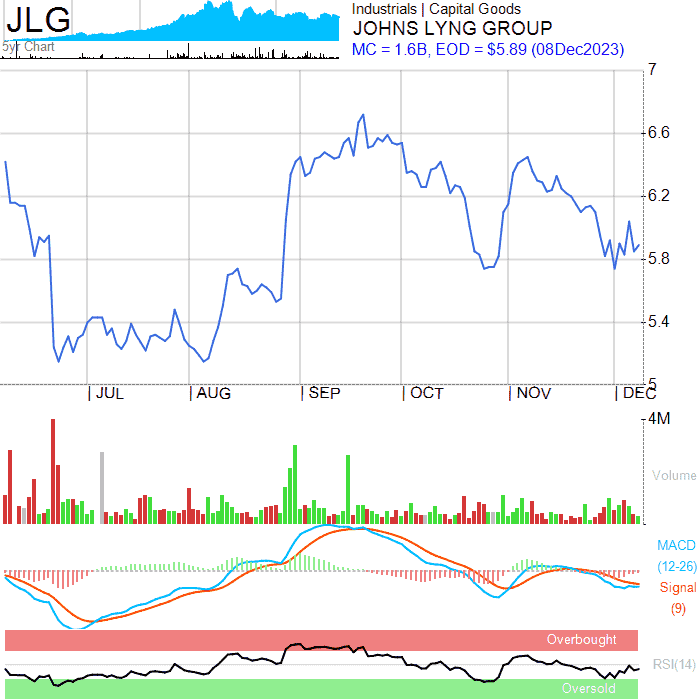 JLG
5yr Chart
Industrials | Capital Goods
JOHNS LYNG GROUP
MC = 1.6B, EOD = $5.89 (08Dec2023)
7
6.6
6.2
5.8
5.4
5
JUL AUG SEP OCT NOV DEC
4M
Volume
MACD
(12-26)
Signal
(9)
Overbought
RSI(14)
Oversold